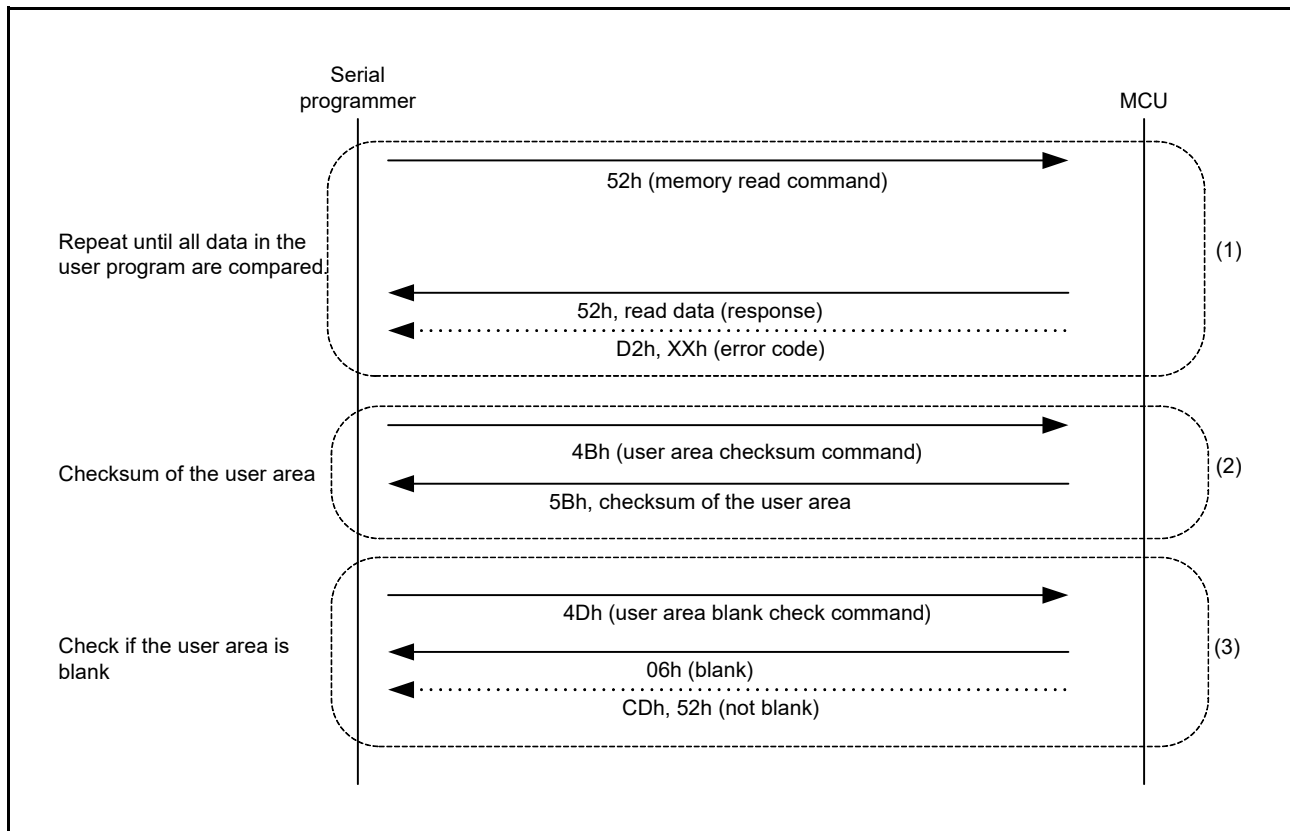 Serial
programmer
MCU
52h (memory read command)
Repeat until all data in the
user program are compared.
(1)
52h, read data (response)
D2h, XXh (error code)
4Bh (user area checksum command)
Checksum of the user area
(2)
5Bh, checksum of the user area
4Dh (user area blank check command)
Check if the user area is
blank
(3)
06h (blank)
CDh, 52h (not blank)